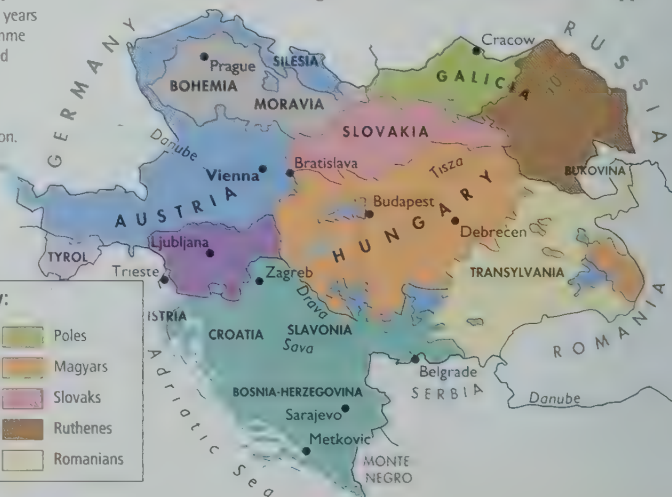 years
mme
d
on.
GERMANY
RUSSIA
Cracow
Prague
SILESIA
BOHEMIA
MORAVIA
GALICIA
SLOVAKIA
Danube
Vienna
Bratislava
Tisza
BUKOVINA
AUSTRIA
Budapest
HUNGARY
Debrecen
Ljubljana
TYROL
Trieste
Zagreb
Drava
TRANSYLVANIA
ISTRIA
CROATIA
SLAVONIA
Sava
ROMANIA
Belgrade
SERBIA
Danube
BOSNIA-HERZEGOVINA
Sarajevo
Metkovic
MONTE
NEGRO
Adriatic Sea
y:
Poles
Magyars
Slovaks
Ruthenes
Romanians